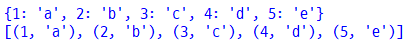 {1: 'a', 2: 'b', 3: 'c', 4: 'd', 5: 'e'}
[(1, 'a'), (2, 'b'), (3, 'c'), (4, 'd'), (5, 'e')]